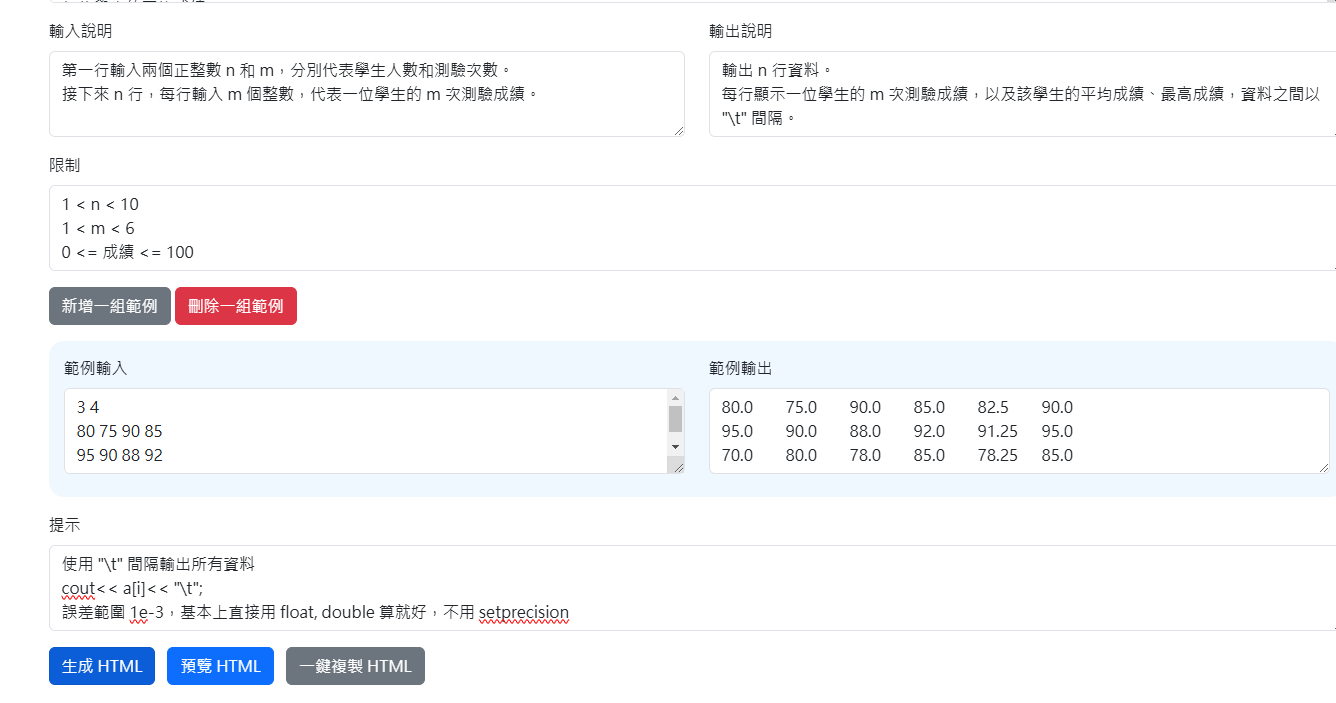 輸入說明
輸出說明
第一行輸入兩個正整數 n 和 m，分別代表學生人數和測驗次數。
接下來 n 行，每行輸入 m 個整數，代表一位學生的 m 次測驗成績。
輸出 n 行資料。
每行顯示一位學生的 m 次測驗成績，以及該學生的平均成績、最高成績，資料之間以
"\t" 間隔。
限制
1 < n < 10
1 < m < 6
0 <= 成績 <= 100
新增一組範例
刪除一組範例
範例輸入
範例輸出
3 4
80 75 90 85
95 90 88 92
80.0 75.0 90.0 85.0 82.5 90.0
95.0 90.0 88.0 92.0 91.25 95.0
70.0 80.0 78.0 85.0 78.25 85.0
提示
使用 "\t" 間隔輸出所有資料
cout<< a[i]<< "\t";
誤差範圍 1e-3，基本上直接用 float, double 算就好，不用 setprecision
生成 HTML
預覽 HTML
一鍵複製 HTML